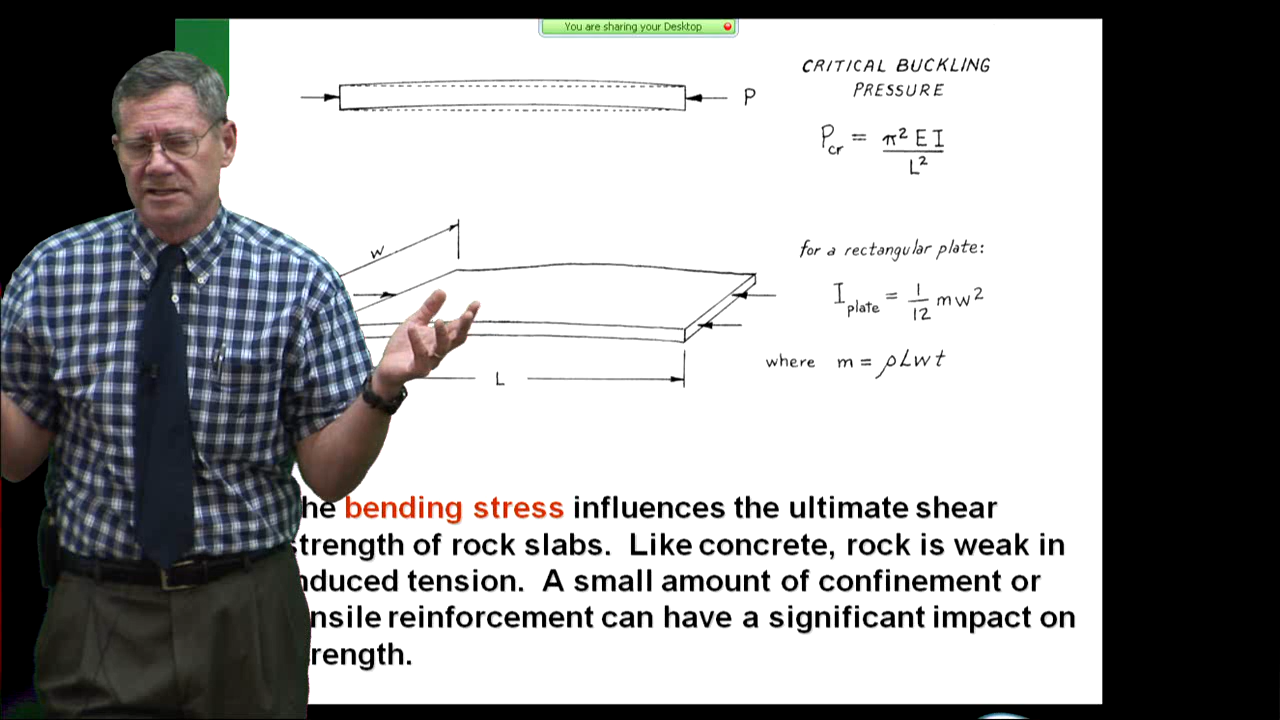 You are sharing your Desktop
CRITICAL BUCKLING
PRESSURE
P
P_cr = π² E I / L²
w
for a rectangular plate:
I_plate = 1/12 mw²
where m = ρLwt
L
he bending stress influences the ultimate shear
trength of rock slabs. Like concrete, rock is weak in
nduced tension. A small amount of confinement or
nsile reinforcement can have a significant impact on
rength.